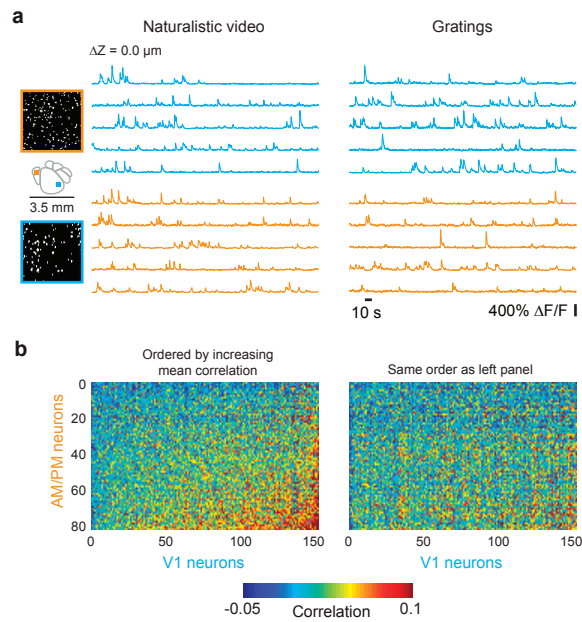 a
Naturalistic video
Gratings
ΔZ = 0.0 µm
3.5 mm
10 s
400% ΔF/F
b
Ordered by increasing
mean correlation
Same order as left panel
AM/PM neurons
0
20
40
60
80
0 50 100 150
0 50 100 150
V1 neurons
V1 neurons
-0.05 Correlation 0.1